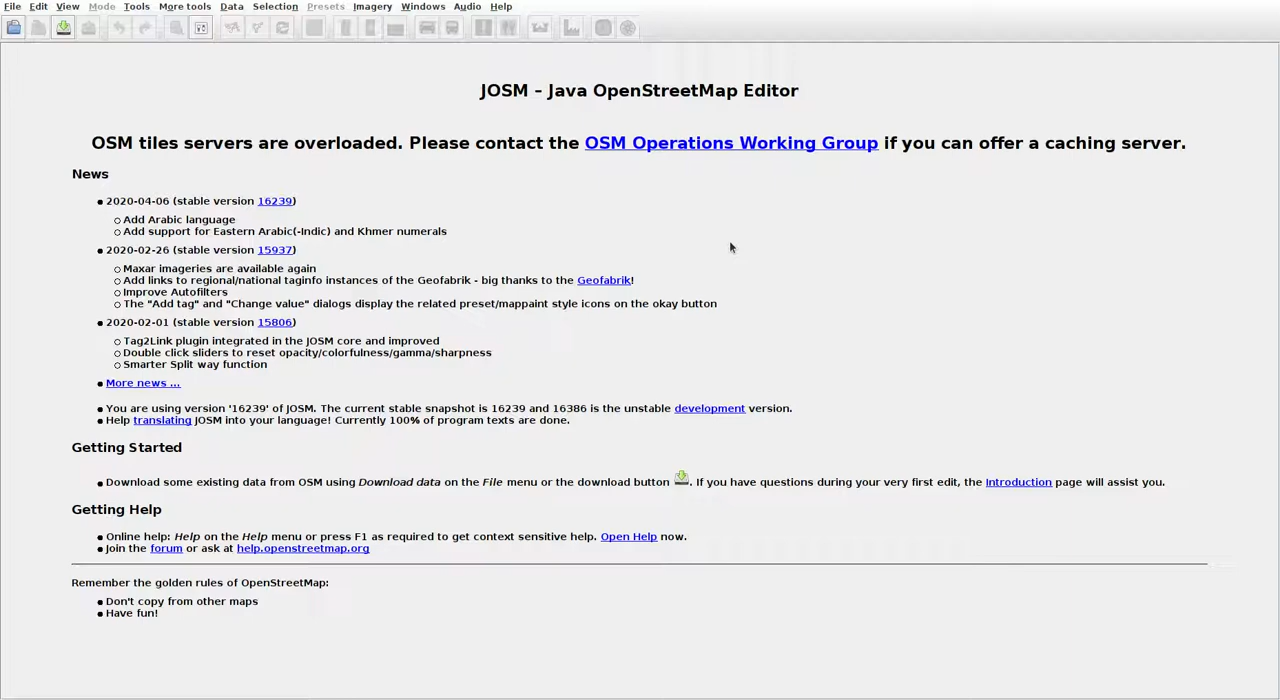 File Edit View Mode Tools More tools Data Selection Presets Imagery Windows Audio Help
JOSM – Java OpenStreetMap Editor
OSM tiles servers are overloaded. Please contact the OSM Operations Working Group if you can offer a caching server.
News
2020-04-06 (stable version 16239)
Add Arabic language
Add support for Eastern Arabic(-Indic) and Khmer numerals
2020-02-26 (stable version 15937)
Maxar imageries are available again
Add links to regional/national taginfo instances of the Geofabrik - big thanks to the Geofabrik!
Improve Autofilters
The "Add tag" and "Change value" dialogs display the related preset/mappaint style icons on the okay button
2020-02-01 (stable version 15806)
Tag2Link plugin integrated in the JOSM core and improved
Double click sliders to reset opacity/colorfulness/gamma/sharpness
Smarter Split way function
More news ...
You are using version '16239' of JOSM. The current stable snapshot is 16239 and 16386 is the unstable development version.
Help translating JOSM into your language! Currently 100% of program texts are done.
Getting Started
Download some existing data from OSM using Download data on the File menu or the download button . If you have questions during your very first edit, the Introduction page will assist you.
Getting Help
Online help: Help on the Help menu or press F1 as required to get context sensitive help. Open Help now.
Join the forum or ask at help.openstreetmap.org
Remember the golden rules of OpenStreetMap:
Don't copy from other maps
Have fun!